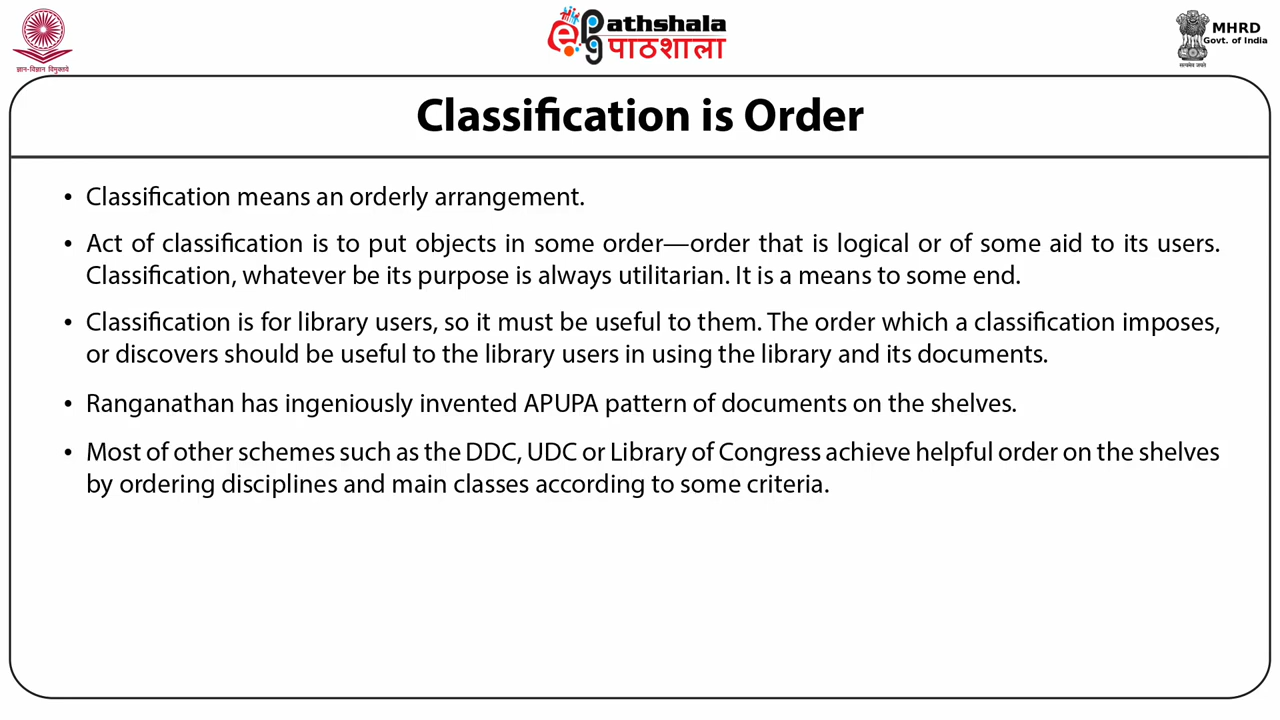 ज्ञान-विज्ञान विमुक्तये
ePG Pathshala
पाठशाला
MHRD
Govt. of India
सत्यमेव जयते
Classification is Order
• Classification means an orderly arrangement.
• Act of classification is to put objects in some order—order that is logical or of some aid to its users.
Classification, whatever be its purpose is always utilitarian. It is a means to some end.
• Classification is for library users, so it must be useful to them. The order which a classification imposes,
or discovers should be useful to the library users in using the library and its documents.
• Ranganathan has ingeniously invented APUPA pattern of documents on the shelves.
• Most of other schemes such as the DDC, UDC or Library of Congress achieve helpful order on the shelves
by ordering disciplines and main classes according to some criteria.